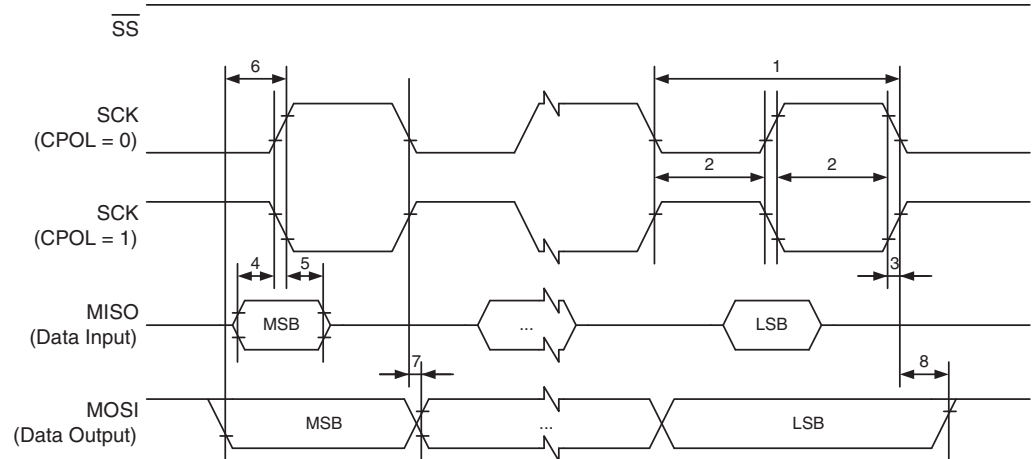 SS
6
1
SCK
(CPOL = 0)
2
2
SCK
(CPOL = 1)
4
5
3
MISO
(Data Input)
MSB
...
LSB
7
8
MOSI
(Data Output)
MSB
...
LSB